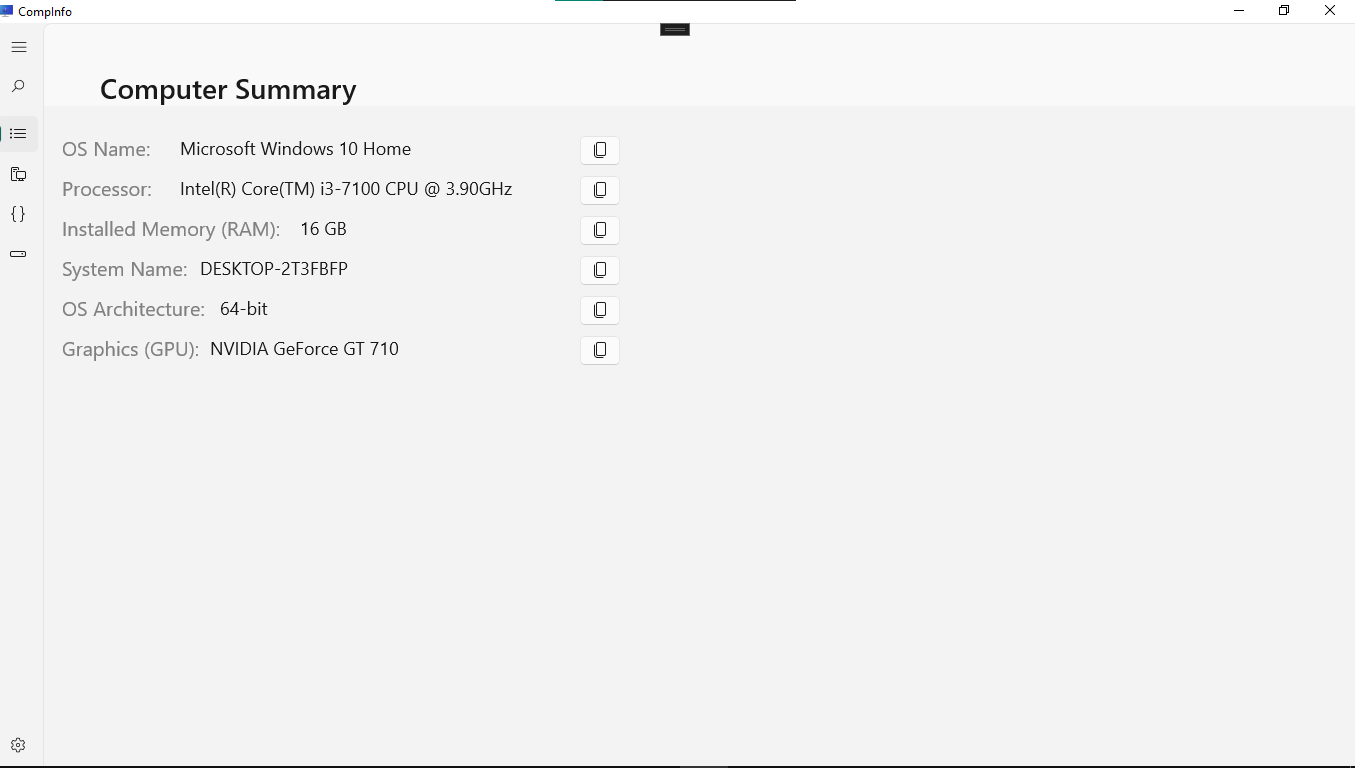 CompInfo
Computer Summary
OS Name: Microsoft Windows 10 Home
Processor: Intel(R) Core(TM) i3-7100 CPU @ 3.90GHz
Installed Memory (RAM): 16 GB
System Name: DESKTOP-2T3FBFP
OS Architecture: 64-bit
Graphics (GPU): NVIDIA GeForce GT 710